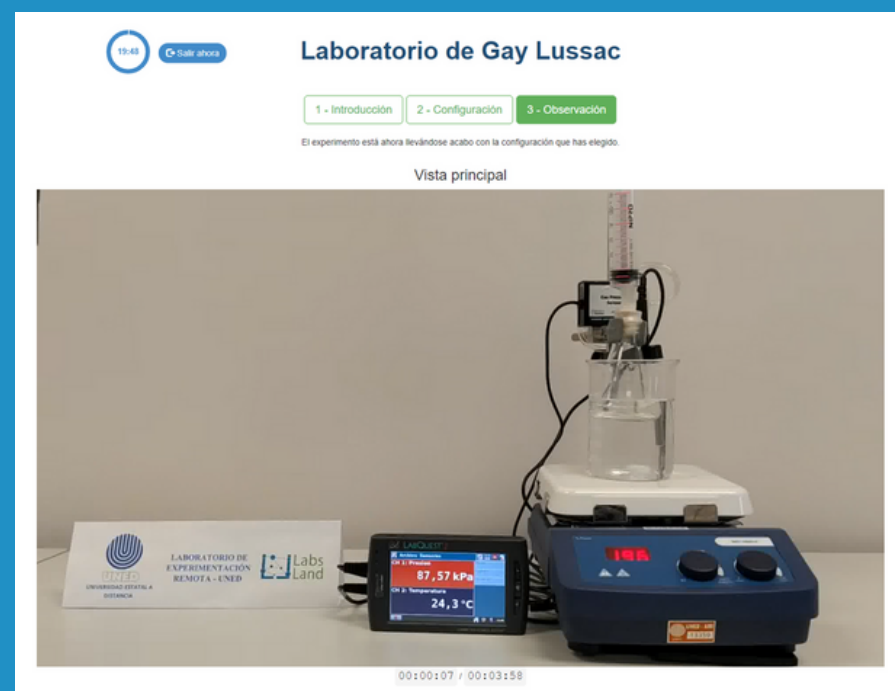 19:48
Salir ahora
Laboratorio de Gay Lussac
1 - Introducción
2 - Configuración
3 - Observación
El experimento está ahora llevándose acabo con la configuración que has elegido.
Vista principal
UNED
UNIVERSIDAD ESTATAL A
DISTANCIA
LABORATORIO DE
EXPERIMENTACIÓN
REMOTA - UNED
Labs
Land
LABQUEST
CH 1: Presión
87,57 kPa
CH 2: Temperatura
24,3 °C
NIPRO
00:00:07 / 00:03:58